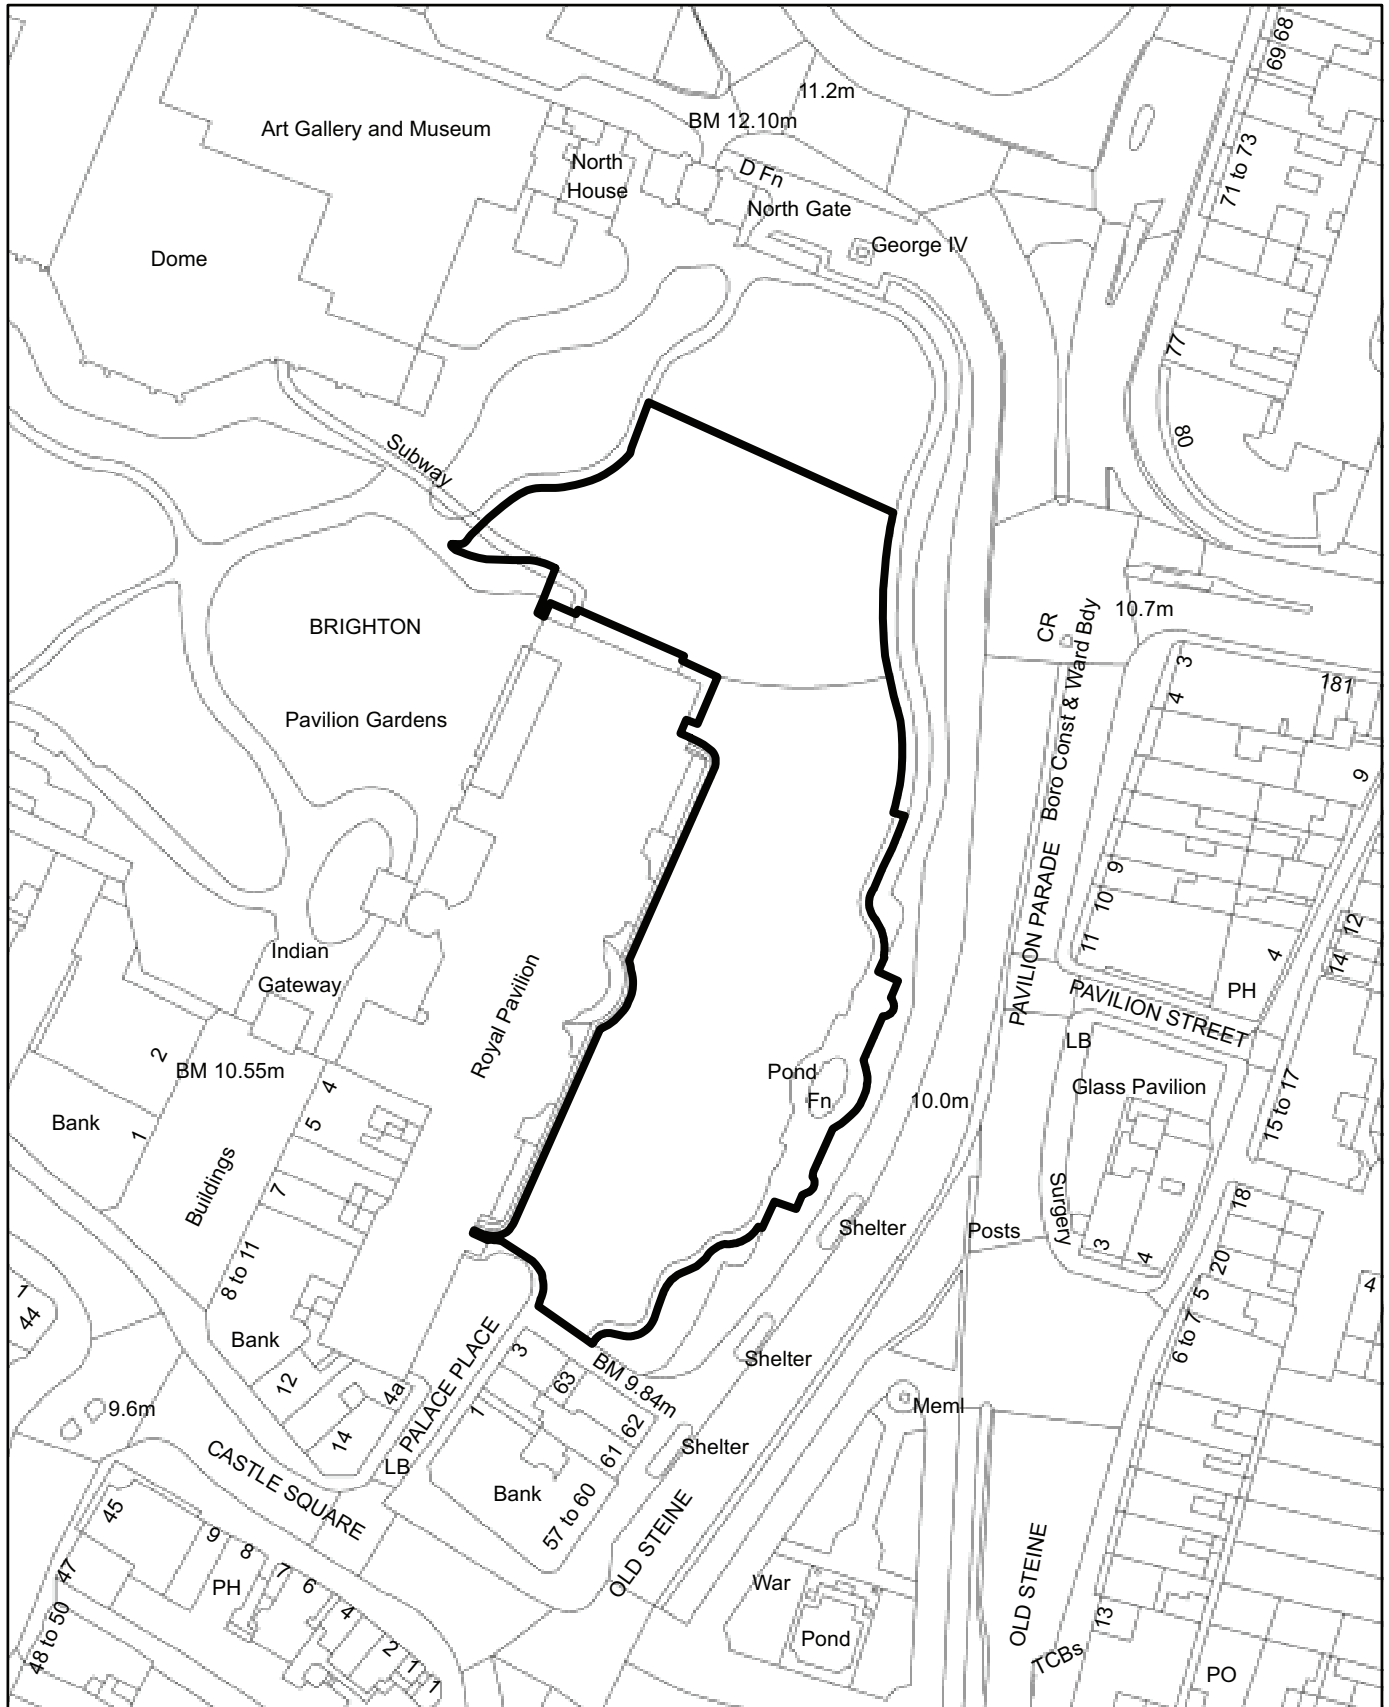 68
69
11.2m
BM 12.10m
Art Gallery and Museum
North
House
D Fn
71 to 73
North Gate
George IV
Dome
77
80
Subway
CR
Boro Const & Ward Bdy
10.7m
BRIGHTON
3
4
181
Pavilion Gardens
9
9
10
11
12
14
4
PAVILION PARADE
Indian
Gateway
Royal Pavilion
PH
PAVILION STREET
LB
2
BM 10.55m
4
Pond
Fn
10.0m
Glass Pavilion
15 to 17
Bank
1
5
Buildings
7
Surgery
18
Shelter
Posts
3
4
20
8 to 11
5
6 to 7
4
1
44
Bank
PALACE PLACE
3
Shelter
12
4a
63
BM 9.84m
9.6m
1
62
Meml
14
LB
61
Shelter
CASTLE SQUARE
Bank
57 to 60
45
OLD STEINE
OLD STEINE
9
8
7
6
4
2
1
1
47
PH
War
Pond
13
48 to 50
TCBs
PO